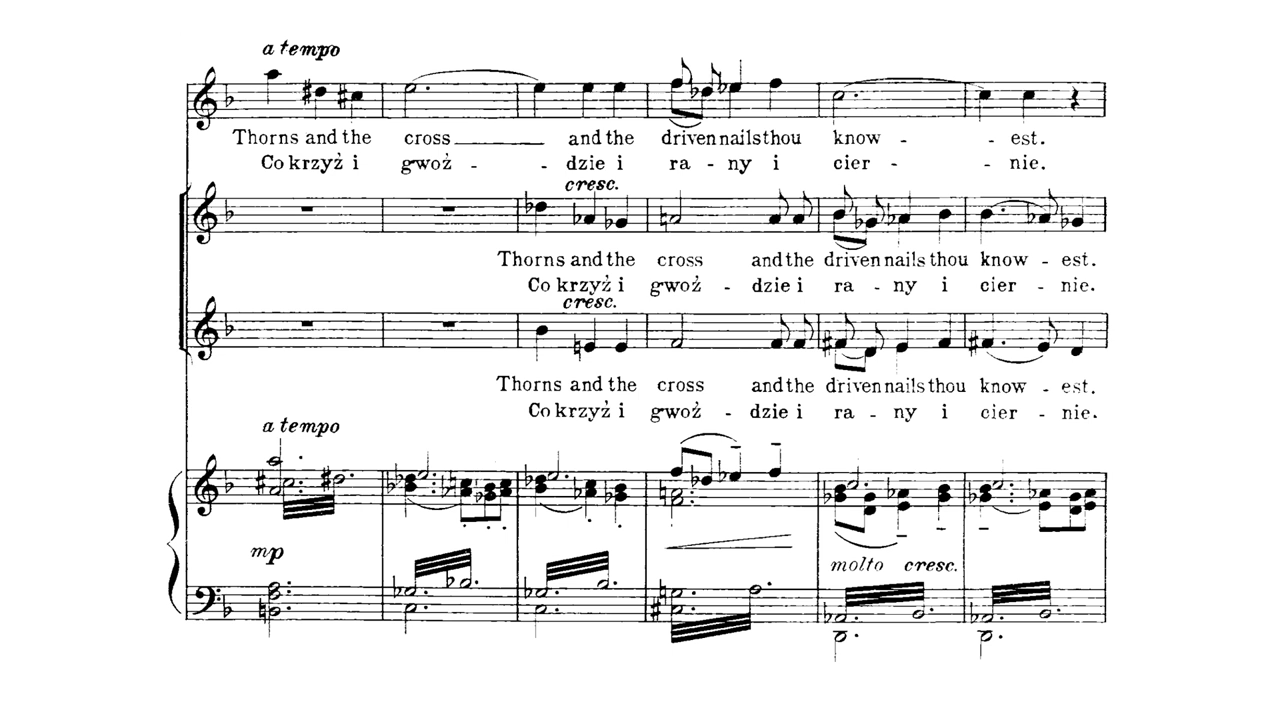 a tempo
Thorns and the cross and the driven nails thou know - est.
Co krzyż i gwoź - dzie i ra - ny i cier - nie.
cresc.
Thorns and the cross and the driven nails thou know - est.
Co krzyż i gwoź - dzie i ra - ny i cier - nie.
cresc.
Thorns and the cross and the driven nails thou know - est.
Co krzyż i gwoź - dzie i ra - ny i cier - nie.
a tempo
mp
molto cresc.